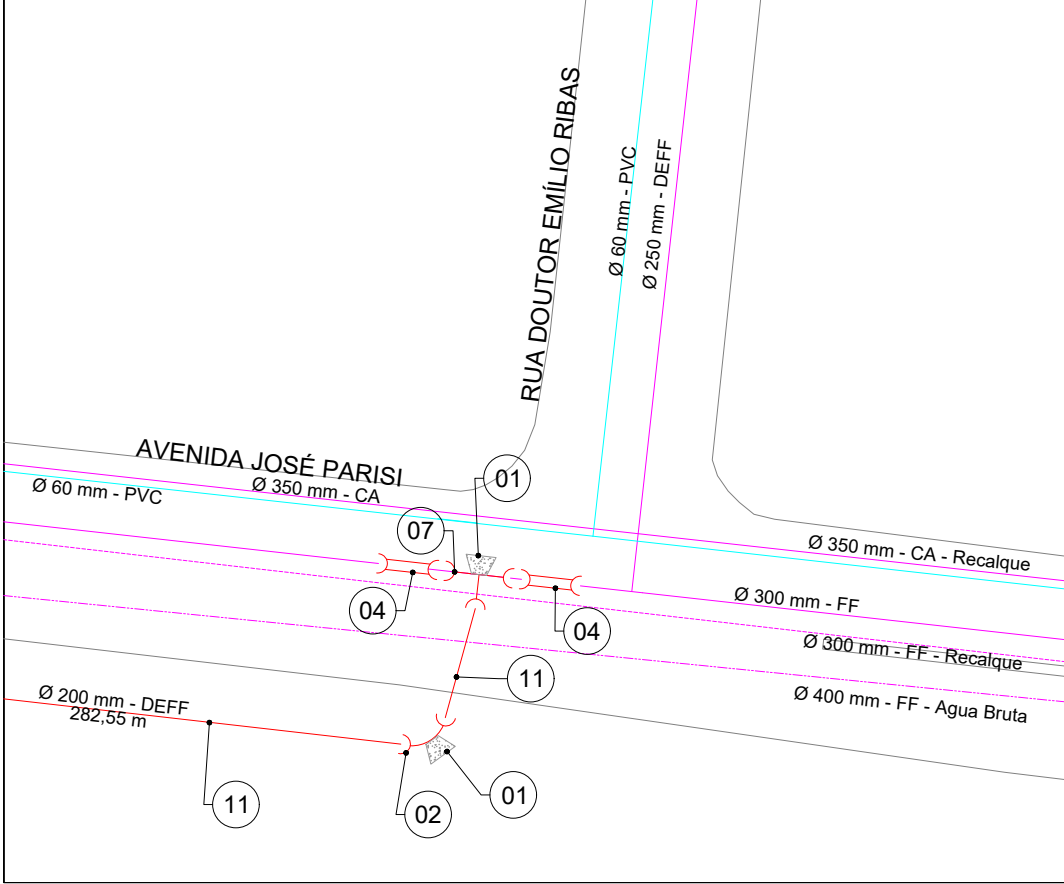 RUA DOUTOR EMÍLIO RIBAS
Ø 60 mm - PVC
Ø 250 mm - DEFF
AVENIDA JOSÉ PARISI
Ø 60 mm - PVC
Ø 350 mm - CA
01
07
Ø 350 mm - CA - Recalque
04
04
Ø 300 mm - FF
Ø 300 mm - FF - Recalque
11
Ø 400 mm - FF - Agua Bruta
Ø 200 mm - DEFF
282,55 m
11
02
01